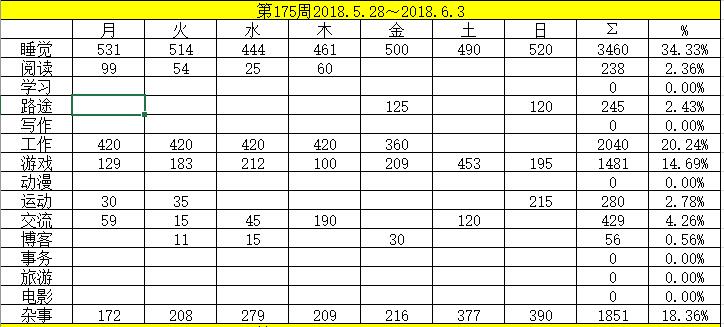 第175周2018.5.28～2018.6.3
月 火 水 木 金 土 日 Σ %
睡觉 531 514 444 461 500 490 520 3460 34.33%
阅读 99 54 25 60 238 2.36%
学习 0 0.00%
路途 125 120 245 2.43%
写作 0 0.00%
工作 420 420 420 420 360 2040 20.24%
游戏 129 183 212 100 209 453 195 1481 14.69%
动漫 0 0.00%
运动 30 35 215 280 2.78%
交流 59 15 45 190 120 429 4.26%
博客 11 15 30 56 0.56%
事务 0 0.00%
旅游 0 0.00%
电影 0 0.00%
杂事 172 208 279 209 216 377 390 1851 18.36%